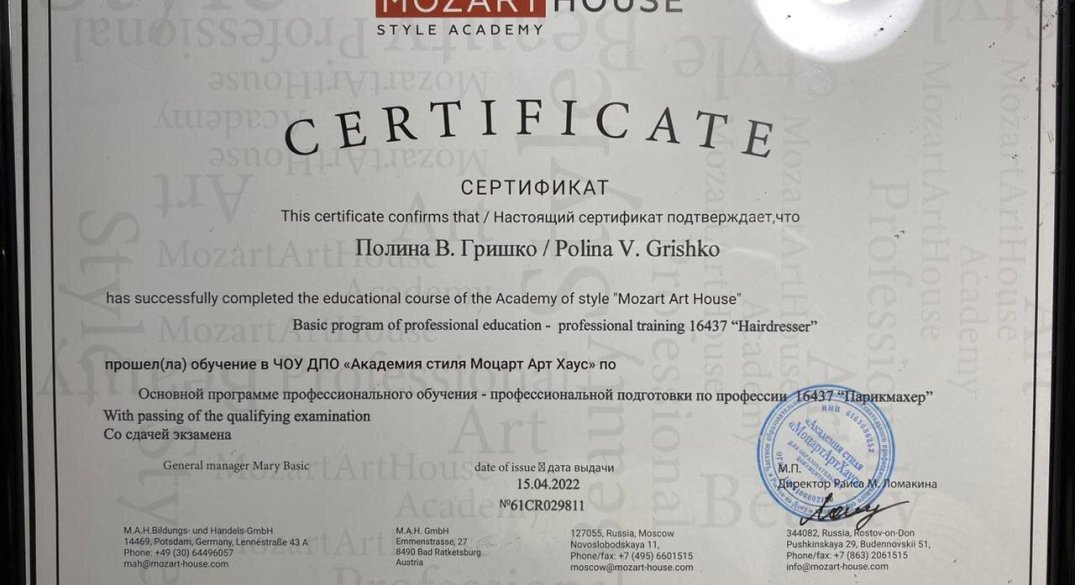 MOZART HOUSE
STYLE ACADEMY
CERTIFICATE
СЕРТИФИКАТ
This certificate confirms that / Настоящий сертификат подтверждает,что
Полина В. Гришко / Polina V. Grishko
has successfully completed the educational course of the Academy of style "Mozart Art House"
Basic program of professional education - professional training 16437 “Hairdresser”
прошел(ла) обучение в ЧОУ ДПО «Академия стиля Моцарт Арт Хаус» по
Основной программе профессионального обучения - профессиональной подготовки по профессии 16437 “Парикмахер”
With passing of the qualifying examination
Со сдачей экзамена
General manager Mary Basic
date of issue дата выдачи
15.04.2022
№61CR029811
М.П.
Директор Раиса М. Ломакина
«Академия стиля
«МоцартАртХаус»
M.A.H.Bildungs- und Handels-GmbH
14469, Potsdam, Germany, Lennéstraße 43 A
Phone: +49 (30) 64496057
mah@mozart-house.com
M.A.H. GmbH
Emmenstrasse, 27
8490 Bad Ratketsburg
Austria
127055, Russia, Moscow
Novoslobodskaya 11,
Phone/fax: +7 (495) 6601515
moscow@mozart-house.com
344082, Russia, Rostov-on-Don
Pushkinskaya 29, Budennovskii 51,
Phone/fax: +7 (863) 2061515
info@mozart-house.com